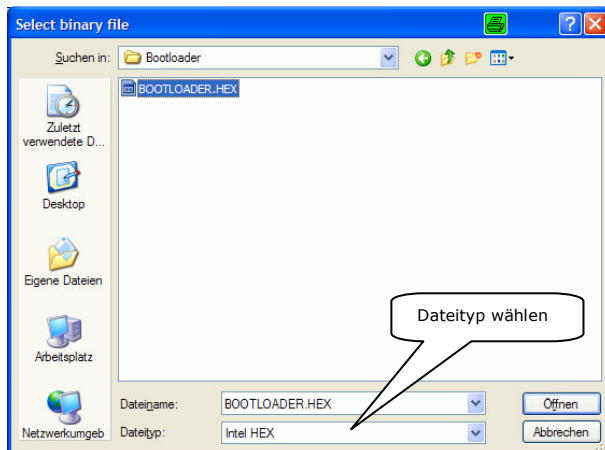 Select binary file
Suchen in:
Bootloader
BOOTLOADER.HEX
Zuletzt
verwendete D...
Desktop
Eigene Dateien
Arbeitsplatz
Netzwerkumgeb
Dateityp wählen
Dateiname:
BOOTLOADER.HEX
Öffnen
Dateityp:
Intel HEX
Abbrechen